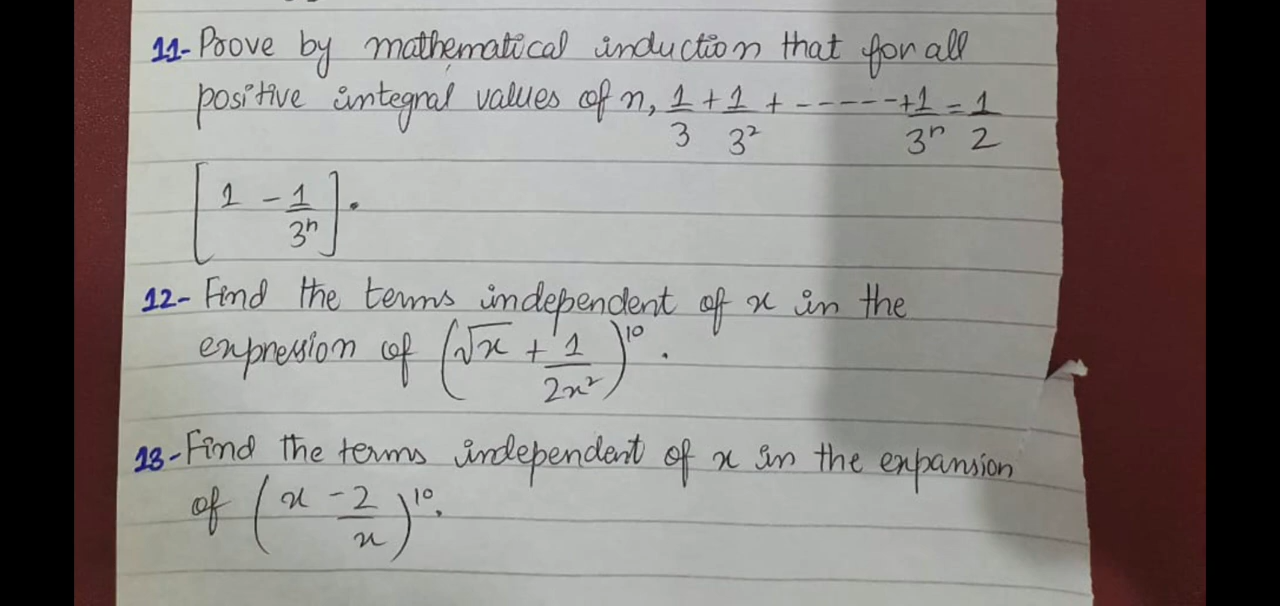 11- Prove by mathematical induction that for all
positive integral values of n, 1/3 + 1/3² + ------ + 1/3ⁿ = 1/2
[1 - 1/3ⁿ].
12- Find the terms independent of x in the
expression of (√x + 1/2x²)¹⁰.
13- Find the terms independent of x in the expansion
of (x - 2/x)¹⁰.